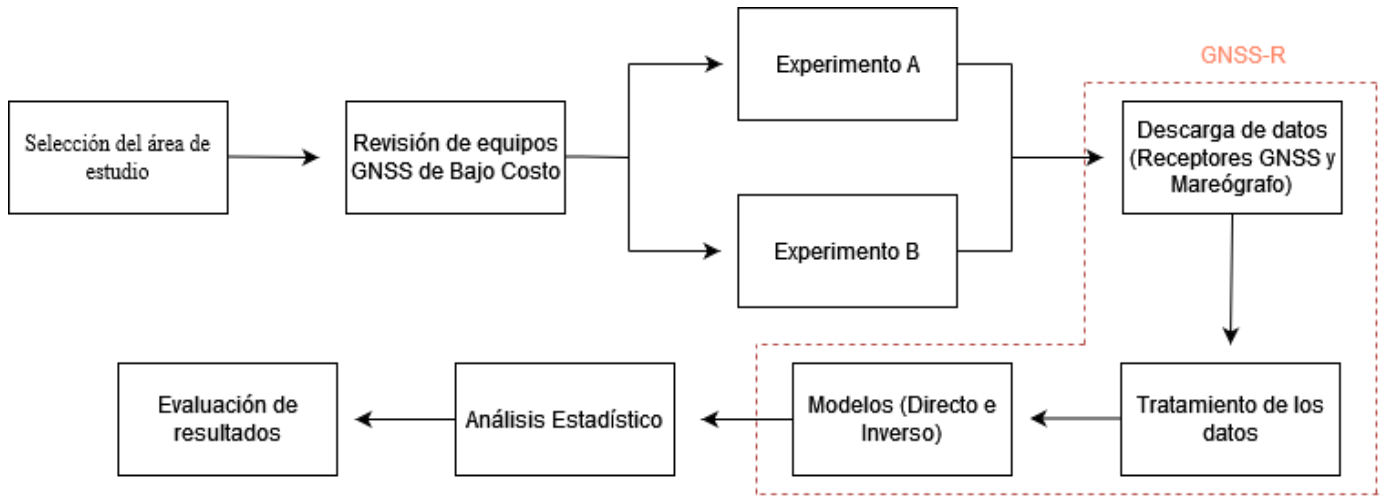 Selección del área de
estudio
Revisión de equipos
GNSS de Bajo Costo
Experimento A
Experimento B
GNSS-R
Descarga de datos
(Receptores GNSS y
Mareógrafo)
Tratamiento de los
datos
Modelos (Directo e
Inverso)
Análisis Estadístico
Evaluación de
resultados